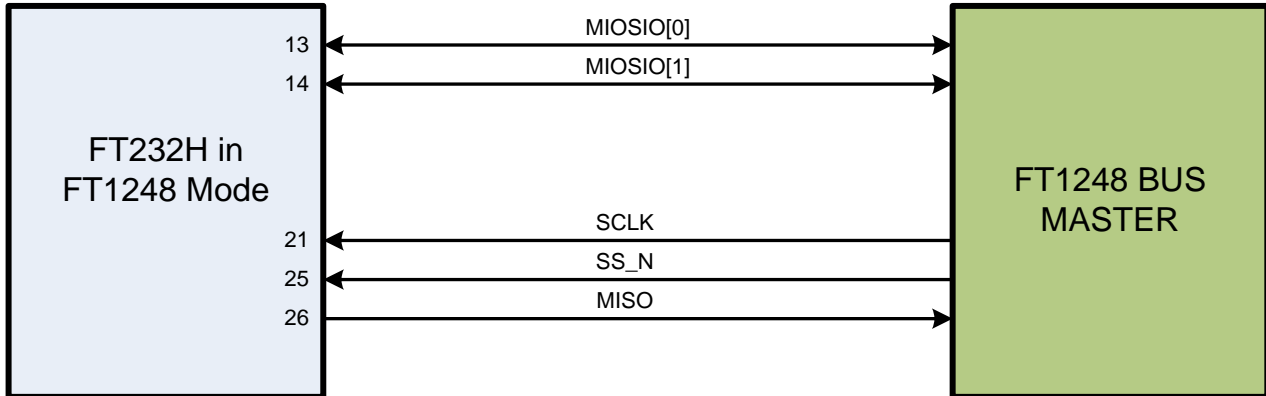 MIOSIO[0]
13
MIOSIO[1]
14
FT232H in
FT1248 Mode
FT1248 BUS
MASTER
SCLK
21
SS_N
25
MISO
26